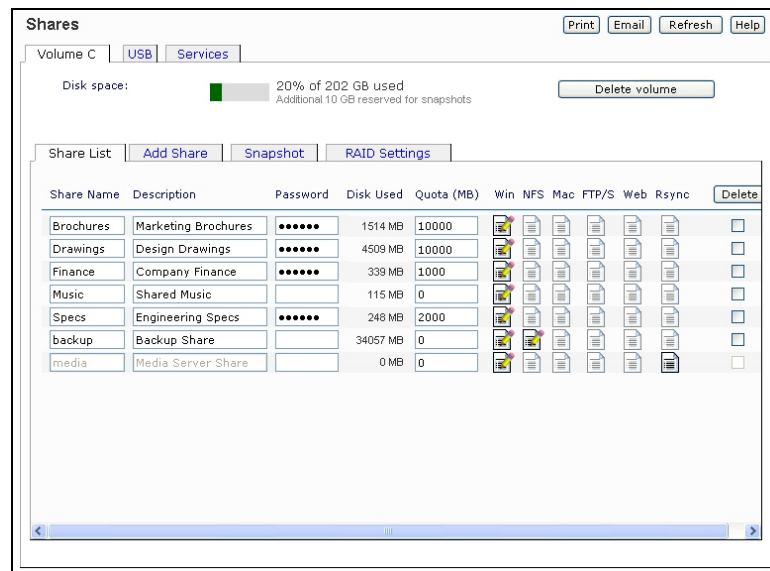 Shares Print Email Refresh Help
Volume C USB Services
Disk space: 20% of 202 GB used Delete volume
Additional 10 GB reserved for snapshots
Share List Add Share Snapshot RAID Settings
Share Name Description Password Disk Used Quota (MB) Win NFS Mac FTP/S Web Rsync Delete
Brochures Marketing Brochures •••••• 1514 MB 10000
Drawings Design Drawings •••••• 4509 MB 10000
Finance Company Finance •••••• 339 MB 1000
Music Shared Music 115 MB 0
Specs Engineering Specs •••••• 248 MB 2000
backup Backup Share 34057 MB 0
media Media Server Share 0 MB 0